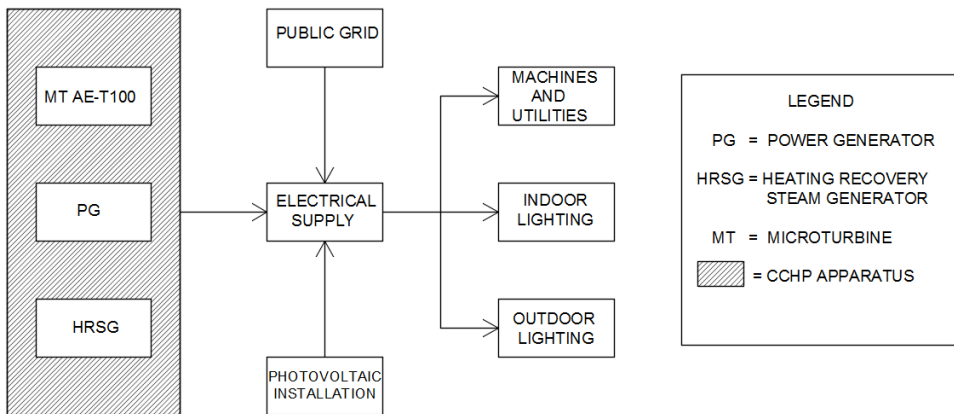 MT AE-T100
PG
HRSG
PUBLIC GRID
ELECTRICAL
SUPPLY
PHOTOVOLTAIC
INSTALLATION
MACHINES
AND
UTILITIES
INDOOR
LIGHTING
OUTDOOR
LIGHTING
LEGEND
PG = POWER GENERATOR
HRSG = HEATING RECOVERY
STEAM GENERATOR
MT = MICROTURBINE
= CCHP APPARATUS